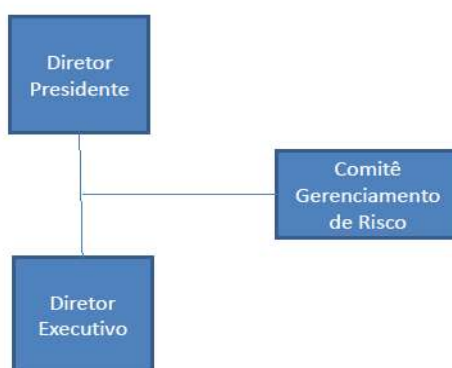 Diretor
Presidente
Comitê
Gerenciamento
de Risco
Diretor
Executivo